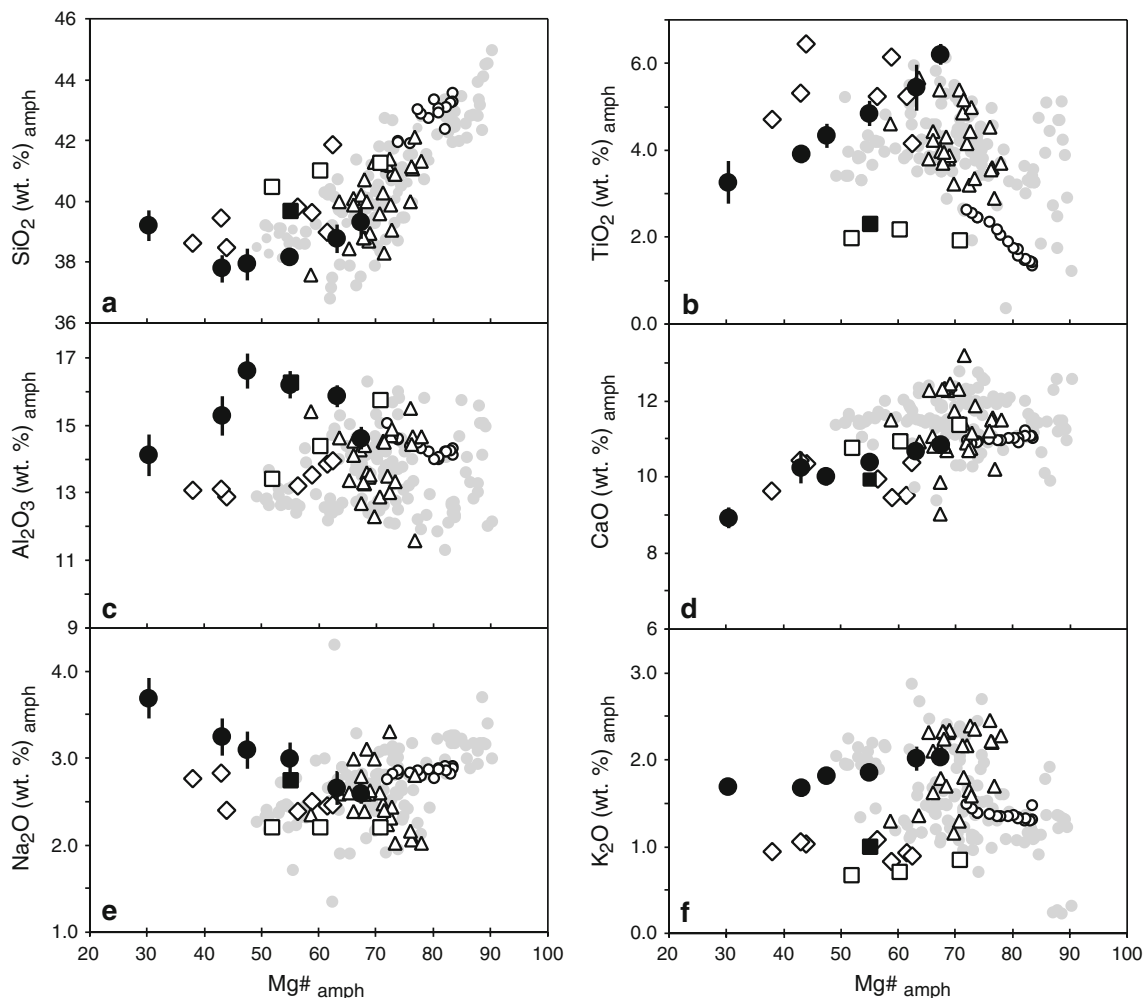 46
44
42
40
38
36
SiO₂ (wt. %) amph
a
6.0
4.0
2.0
0.0
TiO₂ (wt. %) amph
b
17
15
13
11
9
Al₂O₃ (wt. %) amph
c
12
10
8
6
CaO (wt. %) amph
d
4.0
3.0
2.0
1.0
Na₂O (wt. %) amph
e
20 30 40 50 60 70 80 90 100
Mg# amph
3.0
2.0
1.0
0.0
K₂O (wt. %) amph
f
20 30 40 50 60 70 80 90 100
Mg# amph